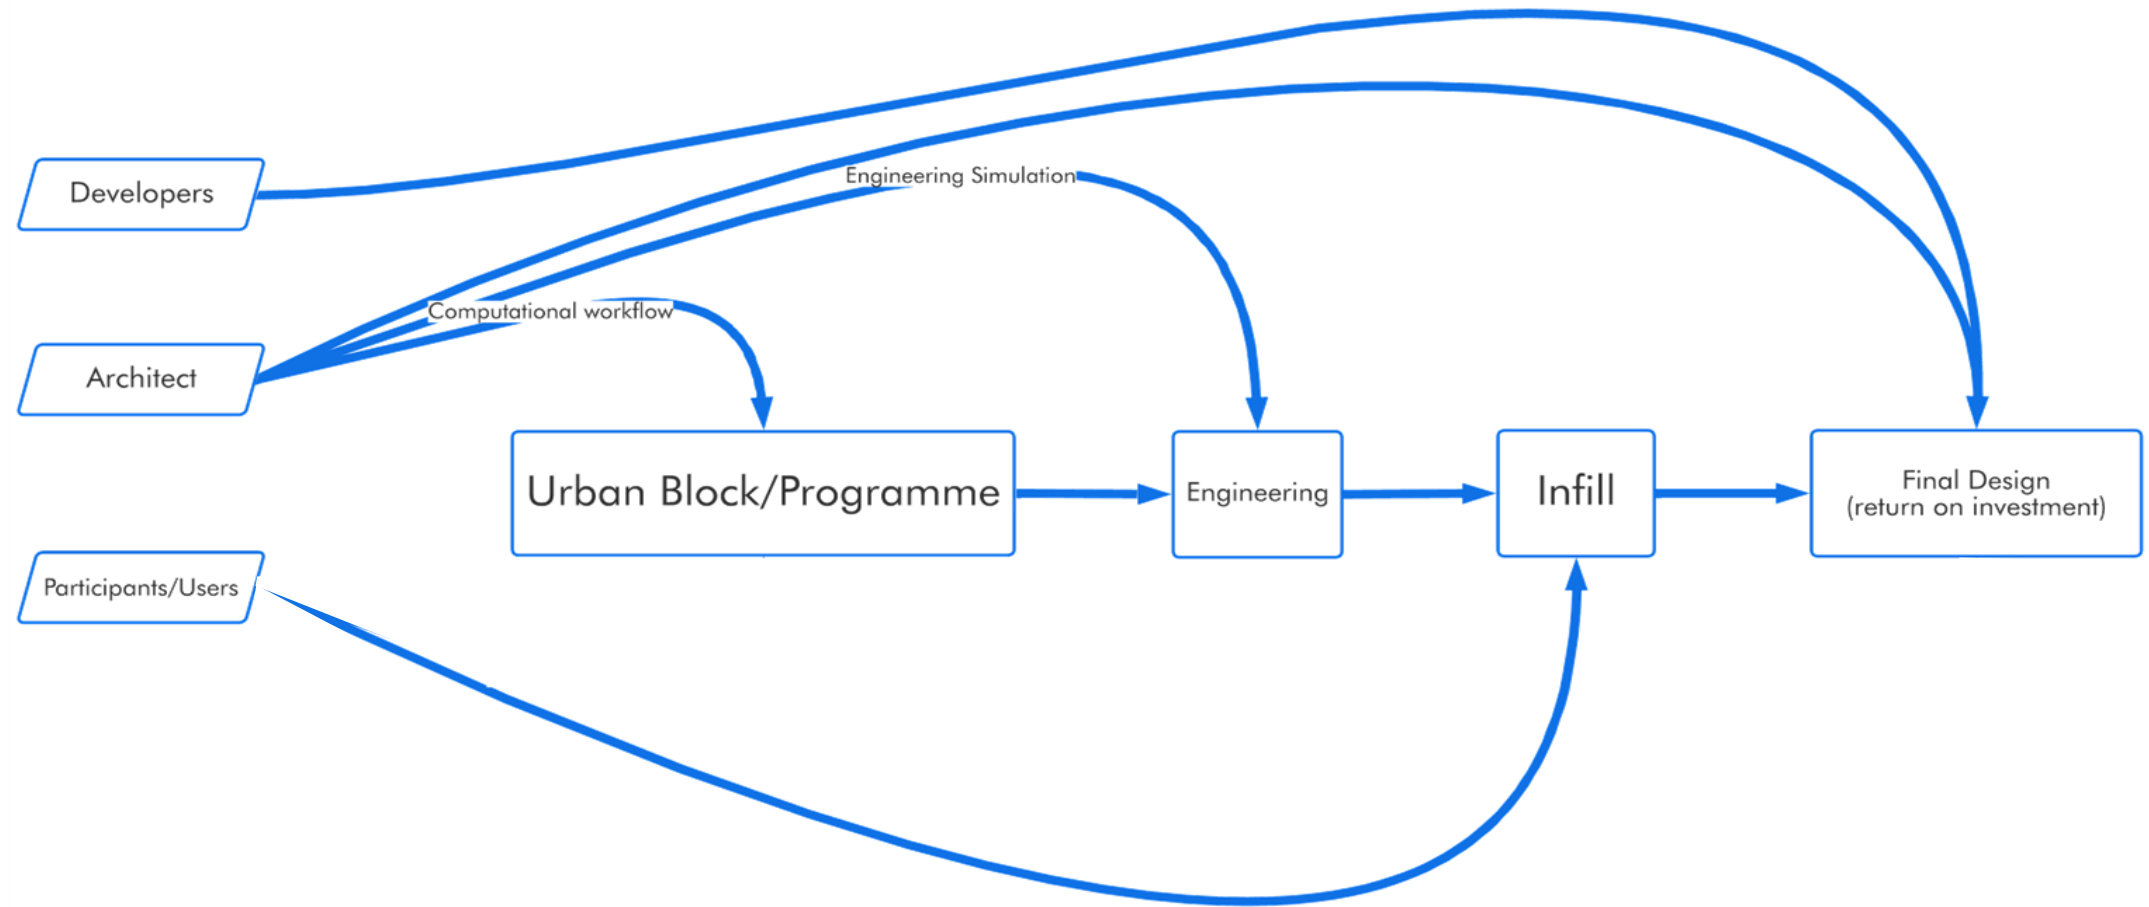 Developers
Engineering Simulation
Computational workflow
Architect
Urban Block/Programme
Engineering
Infill
Final Design
(return on investment)
Participants/Users